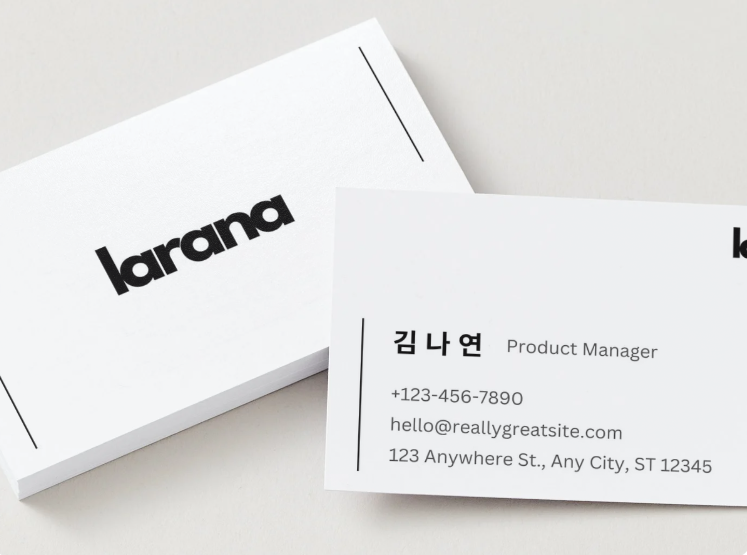 larana
김나연 Product Manager
+123-456-7890
hello@reallygreatsite.com
123 Anywhere St., Any City, ST 12345